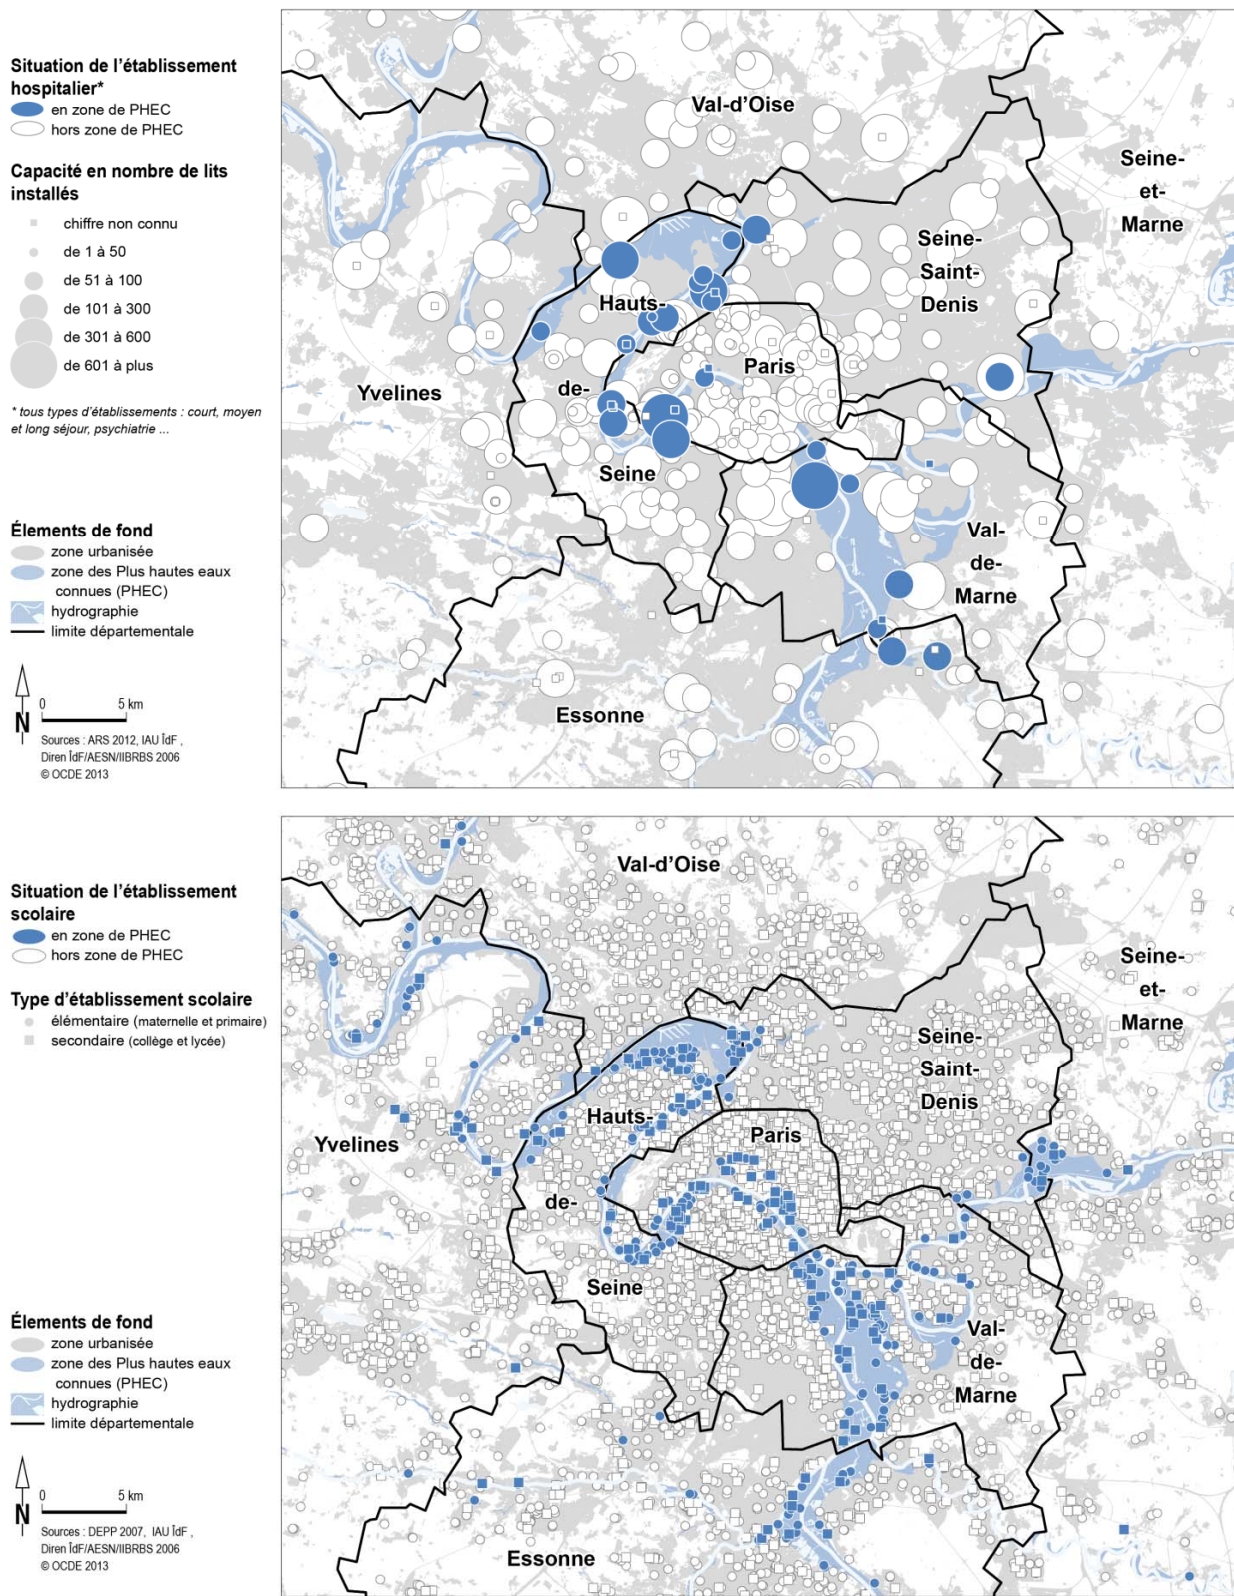 Situation de l'établissement
hospitalier*
en zone de PHEC
hors zone de PHEC
Capacité en nombre de lits
installés
chiffre non connu
de 1 à 50
de 51 à 100
de 101 à 300
de 301 à 600
de 601 à plus
* tous types d'établissements : court, moyen
et long séjour, psychiatrie ...
Élements de fond
zone urbanisée
zone des Plus hautes eaux
connues (PHEC)
hydrographie
limite départementale
N
0 5 km
Sources : ARS 2012, IAU ÎdF ,
Diren ÎdF/AESN/IIBRBS 2006
© OCDE 2013
Val-d'Oise
Seine-
et-
Marne
Seine-
Saint-
Denis
Hauts-
Paris
Yvelines
de-
Seine
Val-
de-
Marne
Essonne
Situation de l'établissement
scolaire
en zone de PHEC
hors zone de PHEC
Type d'établissement scolaire
élémentaire (maternelle et primaire)
secondaire (collège et lycée)
Élements de fond
zone urbanisée
zone des Plus hautes eaux
connues (PHEC)
hydrographie
limite départementale
N
0 5 km
Sources : DEPP 2007, IAU ÎdF ,
Diren ÎdF/AESN/IIBRBS 2006
© OCDE 2013
Val-d'Oise
Seine-
et-
Marne
Seine-
Saint-
Denis
Hauts-
Paris
Yvelines
de-
Seine
Val-
de-
Marne
Essonne